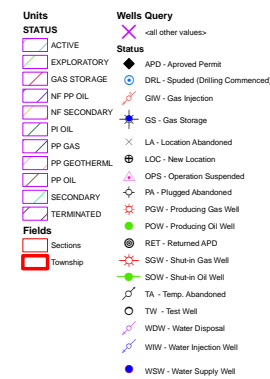 Units
STATUS
ACTIVE
EXPLORATORY
GAS STORAGE
NF PP OIL
NF SECONDARY
PI OIL
PP GAS
PP GEOTHERML
PP OIL
SECONDARY
TERMINATED
Fields
Sections
Township
Wells Query
<all other values>
Status
APD - Aproved Permit
DRL - Spuded (Drilling Commenced)
GIW - Gas Injection
GS - Gas Storage
LA - Location Abandoned
LOC - New Location
OPS - Operation Suspended
PA - Plugged Abandoned
PGW - Producing Gas Well
POW - Producing Oil Well
RET - Returned APD
SGW - Shut-in Gas Well
SOW - Shut-in Oil Well
TA - Temp. Abandoned
TW - Test Well
WDW - Water Disposal
WIW - Water Injection Well
WSW - Water Supply Well